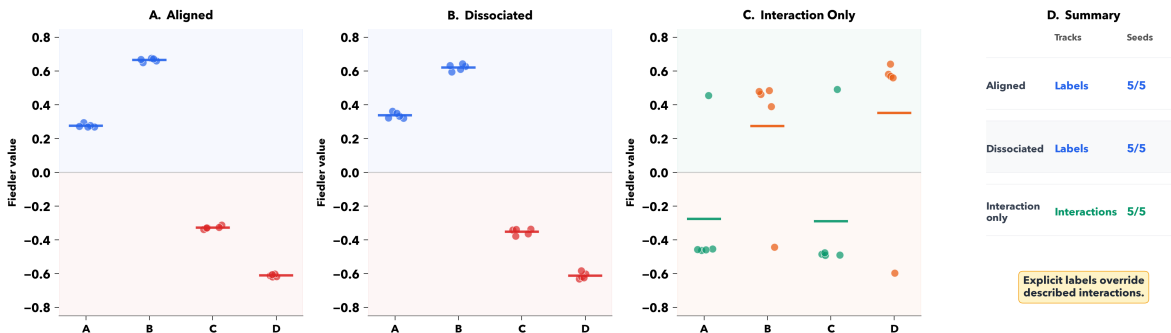 A. Aligned
Fiedler value
0.8
0.6
0.4
0.2
0.0
−0.2
−0.4
−0.6
−0.8
A B C D
B. Dissociated
Fiedler value
0.8
0.6
0.4
0.2
0.0
−0.2
−0.4
−0.6
−0.8
A B C D
C. Interaction Only
Fiedler value
0.8
0.6
0.4
0.2
0.0
−0.2
−0.4
−0.6
−0.8
A B C D
D. Summary
Tracks Seeds
Aligned Labels 5/5
Dissociated Labels 5/5
Interaction
only Interactions 5/5
Explicit labels override
described interactions.